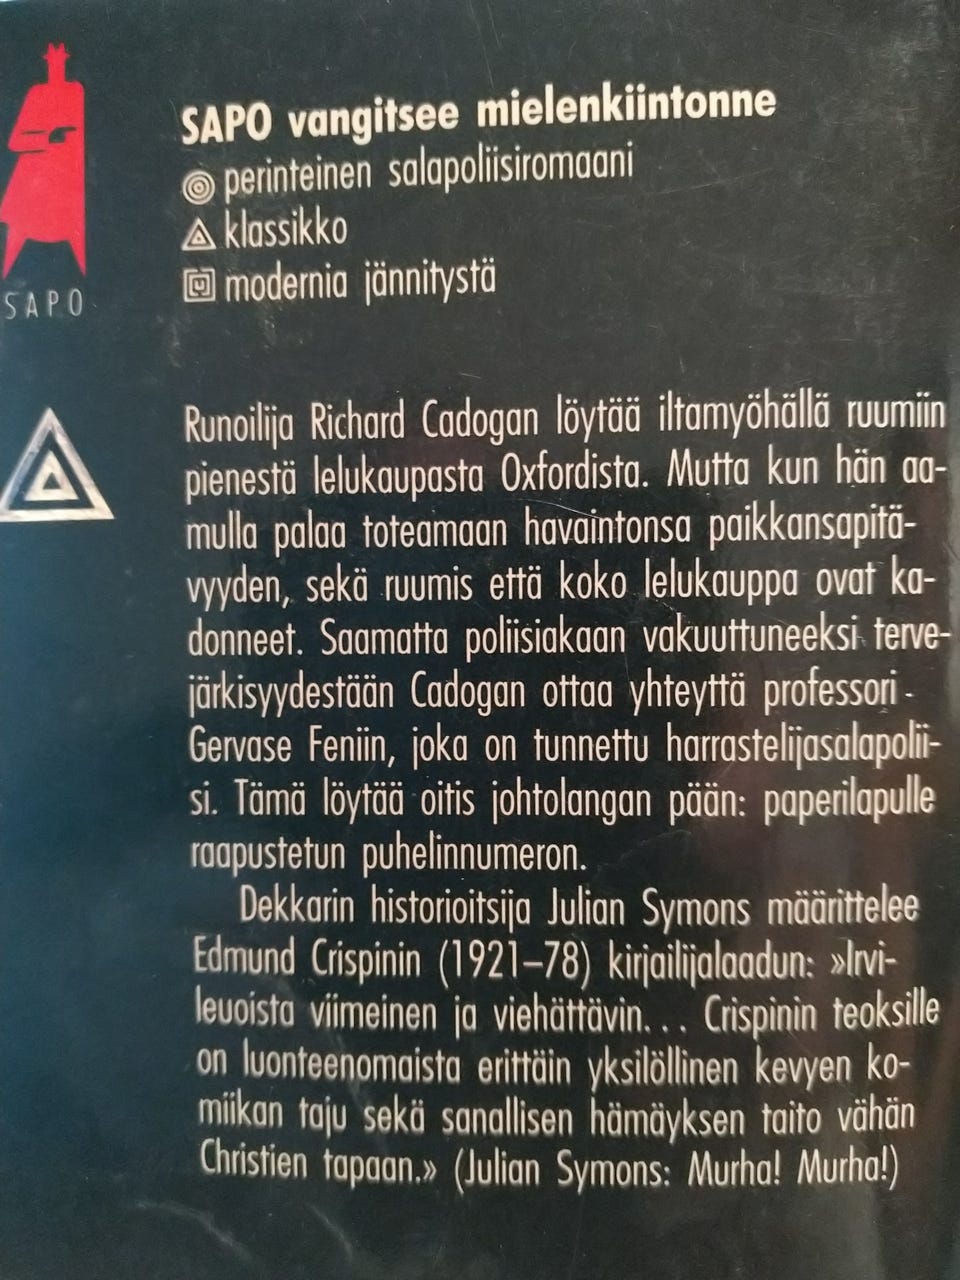 SAPO vangitsee mielenkiintonne
perinteinen salapoliisiromaani
klassikko
modernia jännitystä
SAPO
Runoilija Richard Cadogan löytää iltamyöhällä ruumiin
pienestä lelukaupasta Oxfordista. Mutta kun hän aa-
mulla palaa toteamaan havaintonsa paikkansapitä-
vyyden, sekä ruumis että koko lelukauppa ovat ka-
donneet. Saamatta poliisiakaan vakuuttuneeksi terve-
järkisyydestään Cadogan ottaa yhteyttä professori
Gervase Feniin, joka on tunnettu harrastelijasalapolii-
si. Tämä löytää oitis johtolangan pään: paperilapulle
raapustetun puhelinnumeron.
Dekkarin historioitsija Julian Symons määrittelee
Edmund Crispinin (1921–78) kirjailijalaadun: »Irvi-
leuoista viimeinen ja viehättävin... Crispinin teoksille
on luonteenomaista erittäin yksilöllinen kevyen ko-
miikan taju sekä sanallisen hämäyksen taito vähän
Christien tapaan.» (Julian Symons: Murha! Murha!)